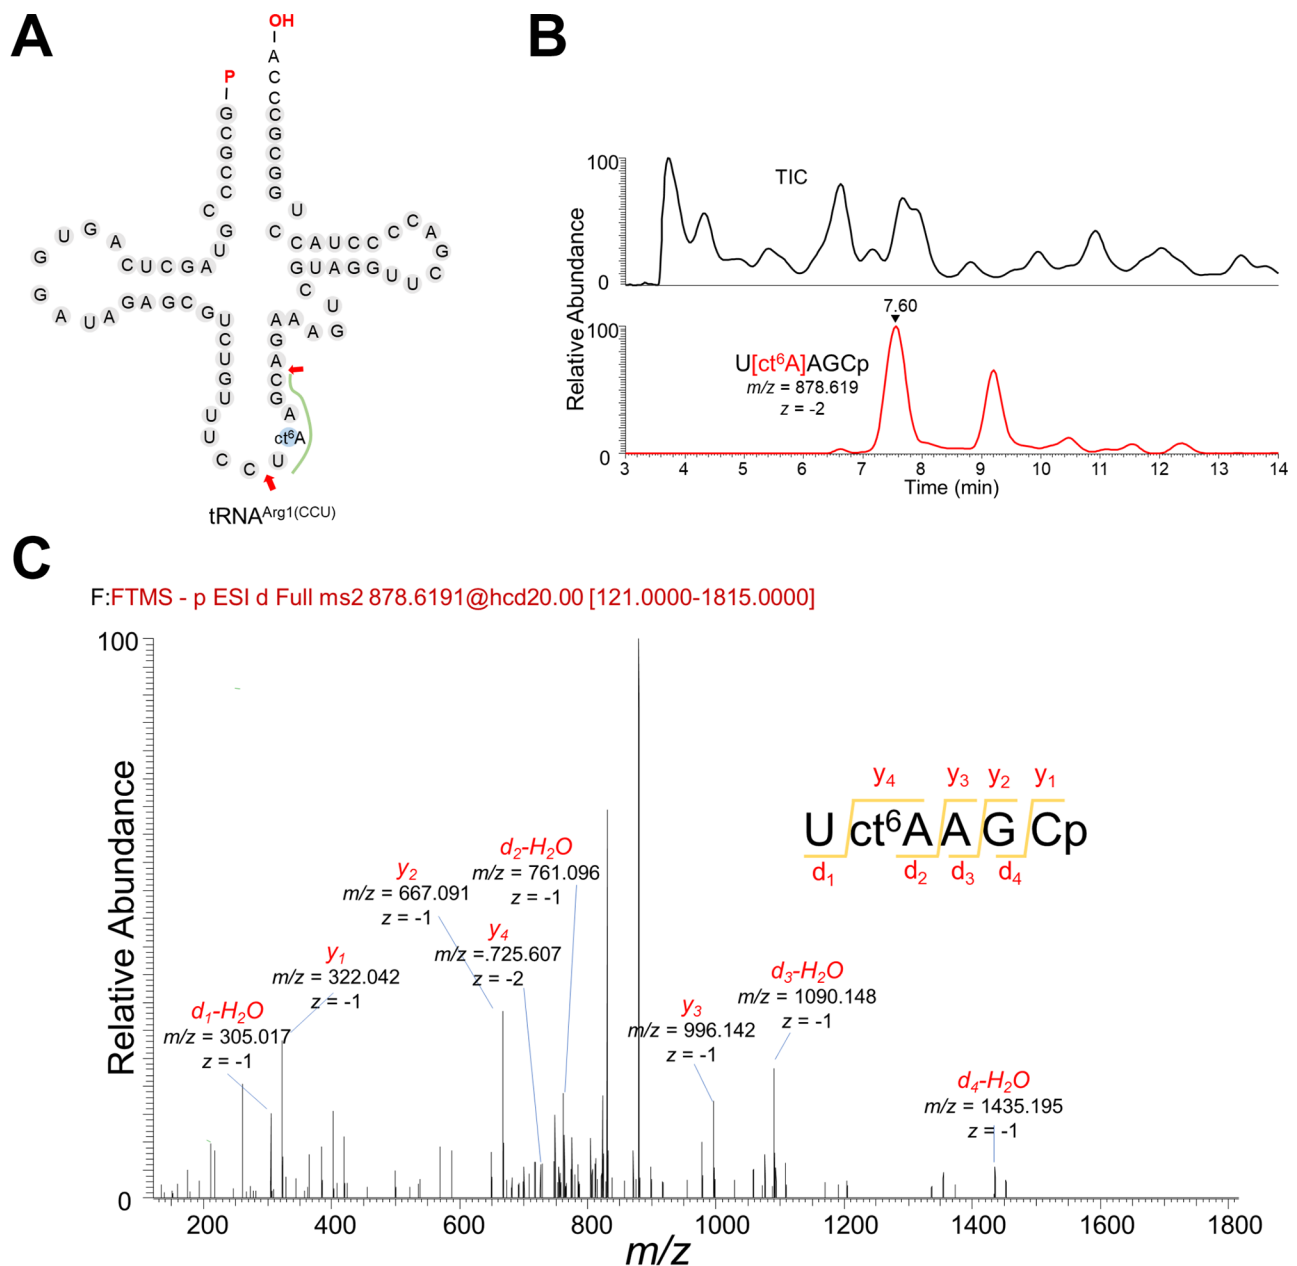 A
OH
A
C
C
C
G
C
G
G
U
C
P
G
C
G
C
C
C
G
U
CUCGA
A
G
U
G
G
A
U
A
GAGC
G
U
C
U
G
U
U
U
C
C
U
ct⁶A
A
G
C
A
G
A
A
A
G
U
C
G
CAUCC
C
C
A
G
C
U
U
UAGG
tRNAArg1(CCU)
B
Relative Abundance
100
0
TIC
100
0
7.60
U[ct⁶A]AGCp
m/z = 878.619
z = -2
3 4 5 6 7 8 9 10 11 12 13 14
Time (min)
C
F:FTMS - p ESI d Full ms2 878.6191@hcd20.00 [121.0000-1815.0000]
Relative Abundance
100
0
d₁-H₂O
m/z = 305.017
z = -1
y₁
m/z = 322.042
z = -1
y₂
m/z = 667.091
z = -1
y₄
m/z =.725.607
z = -2
d₂-H₂O
m/z = 761.096
z = -1
y₃
m/z = 996.142
z = -1
d₃-H₂O
m/z = 1090.148
z = -1
d₄-H₂O
m/z = 1435.195
z = -1
y₄ y₃ y₂ y₁
U ct⁶A A G Cp
d₁ d₂ d₃ d₄
200 400 600 800 1000 1200 1400 1600 1800
m/z